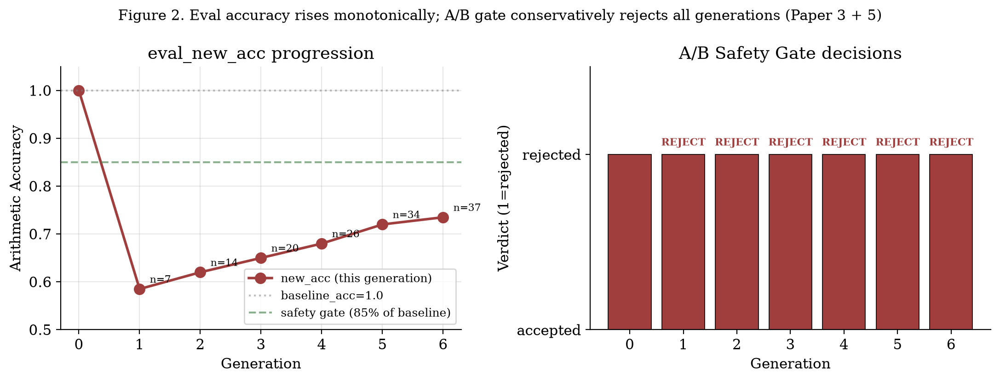 Figure 2. Eval accuracy rises monotonically; A/B gate conservatively rejects all generations (Paper 3 + 5)
eval_new_acc progression
Arithmetic Accuracy
1.0
0.9
0.8
0.7
0.6
0.5
n=7
n=14
n=20
n=26
n=34
n=37
new_acc (this generation)
baseline_acc=1.0
safety gate (85% of baseline)
0 1 2 3 4 5 6
Generation
A/B Safety Gate decisions
Verdict (1=rejected)
rejected
accepted
REJECT REJECT REJECT REJECT REJECT REJECT
0 1 2 3 4 5 6
Generation